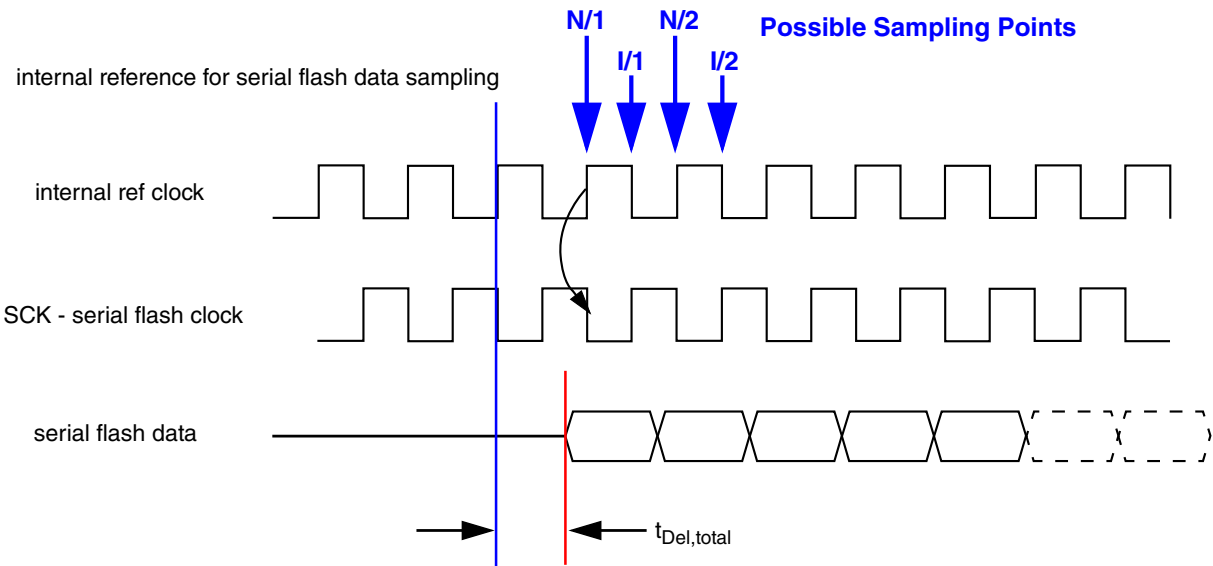 N/1 N/2 Possible Sampling Points
I/1 I/2
internal reference for serial flash data sampling
internal ref clock
SCK - serial flash clock
serial flash data
tDel,total